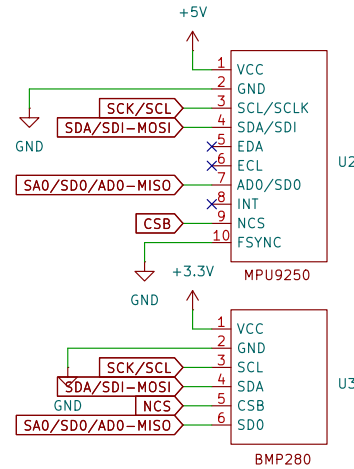 +5V
1 VCC
2 GND
SCK/SCL 3 SCL/SCLK
SDA/SDI-MOSI 4 SDA/SDI
GND
5 EDA
6 ECL
U2
SA0/SD0/AD0-MISO 7 AD0/SD0
8 INT
CSB 9 NCS
10 FSYNC
MPU9250
+3.3V
GND
1 VCC
2 GND
SCK/SCL 3 SCL
SDA/SDI-MOSI 4 SDA
U3
GND
NCS 5 CSB
SA0/SD0/AD0-MISO 6 SD0
BMP280